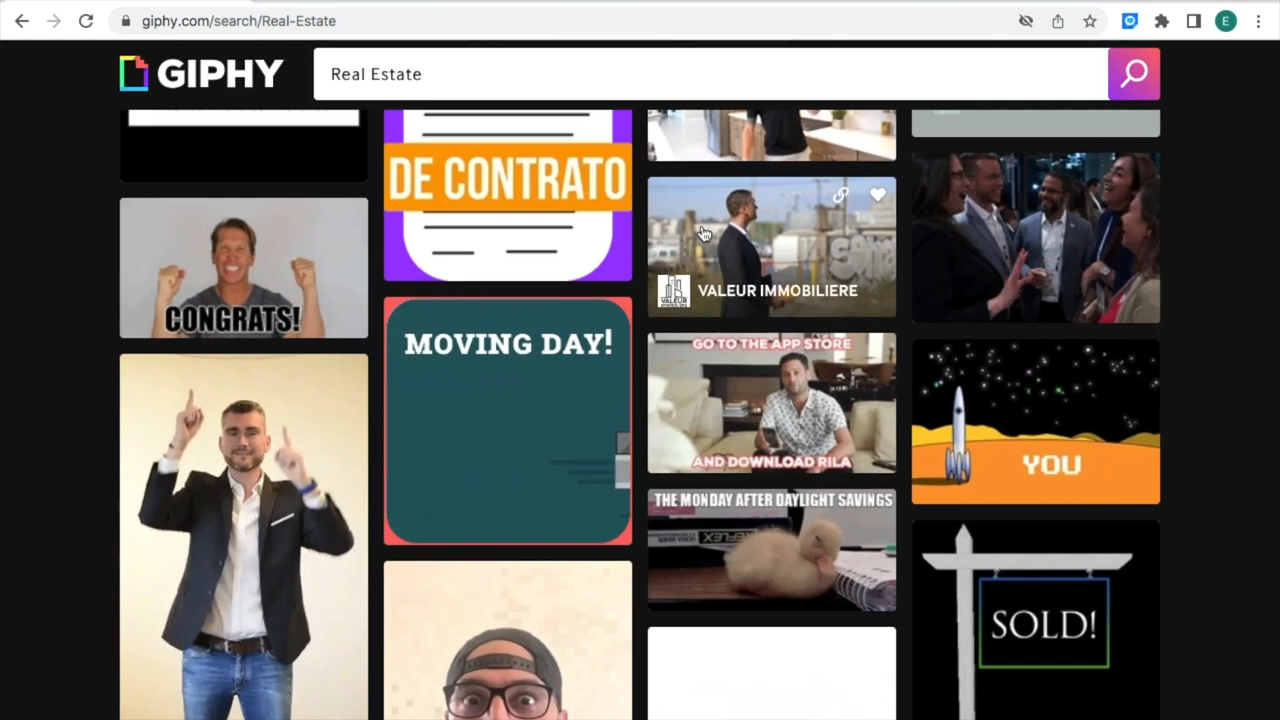 giphy.com/search/Real-Estate
E
GIPHY
Real Estate
CONGRATS!
DE CONTRATO
MOVING DAY!
VALEUR
VALEUR IMMOBILIERE
GO TO THE APP STORE
AND DOWNLOAD RILA
THE MONDAY AFTER DAYLIGHT SAVINGS
YOU
SOLD!